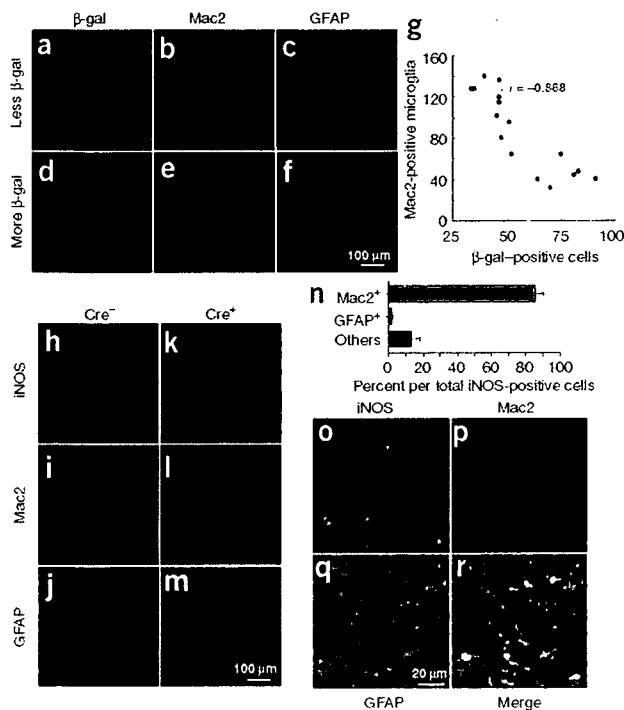 β-gal Mac2 GFAP
Less β-gal
a b c
More β-gal
d e f
100 μm
g
Mac2-positive microglia
160
120
80
40
0
r = –0.868
25 50 75 100
β-gal–positive cells
n
Mac2⁺
GFAP⁺
Others
0 20 40 60 80 100
Percent per total iNOS-positive cells
Cre⁻ Cre⁺
iNOS
h k
Mac2
i l
GFAP
j m
100 μm
iNOS Mac2
o p
q r
20 μm
GFAP Merge